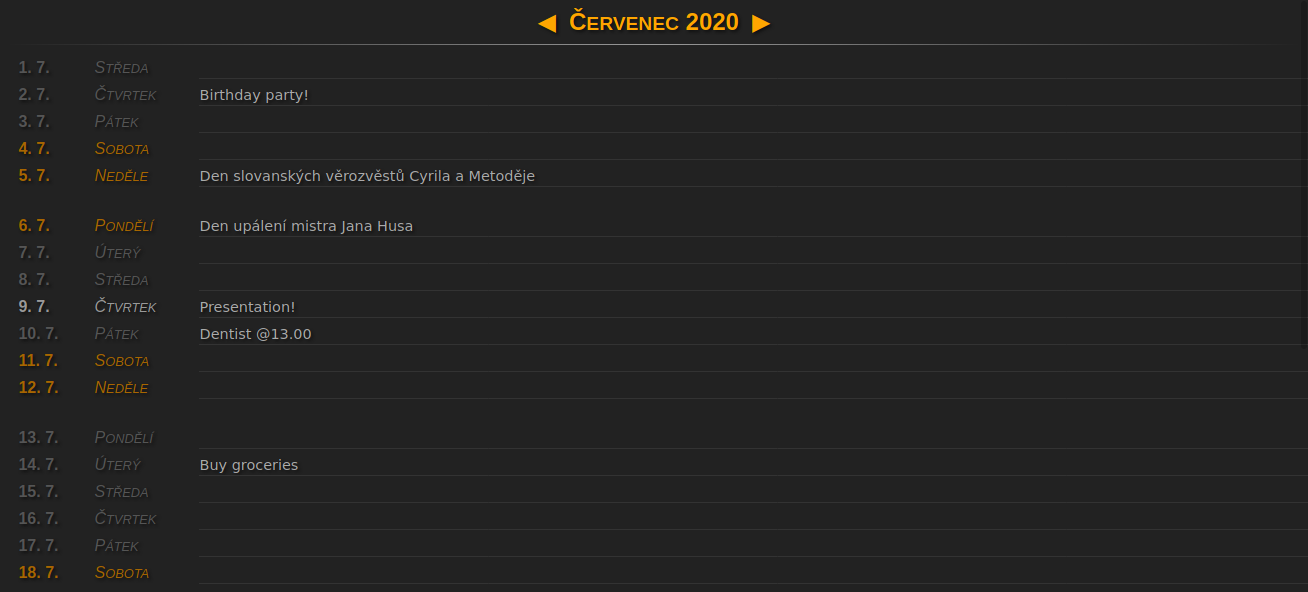 ◀ Červenec 2020 ▶
1. 7. Středa
2. 7. Čtvrtek Birthday party!
3. 7. Pátek
4. 7. Sobota
5. 7. Neděle Den slovanských věrozvěstů Cyrila a Metoděje
6. 7. Pondělí Den upálení mistra Jana Husa
7. 7. Úterý
8. 7. Středa
9. 7. Čtvrtek Presentation!
10. 7. Pátek Dentist @13.00
11. 7. Sobota
12. 7. Neděle
13. 7. Pondělí
14. 7. Úterý Buy groceries
15. 7. Středa
16. 7. Čtvrtek
17. 7. Pátek
18. 7. Sobota